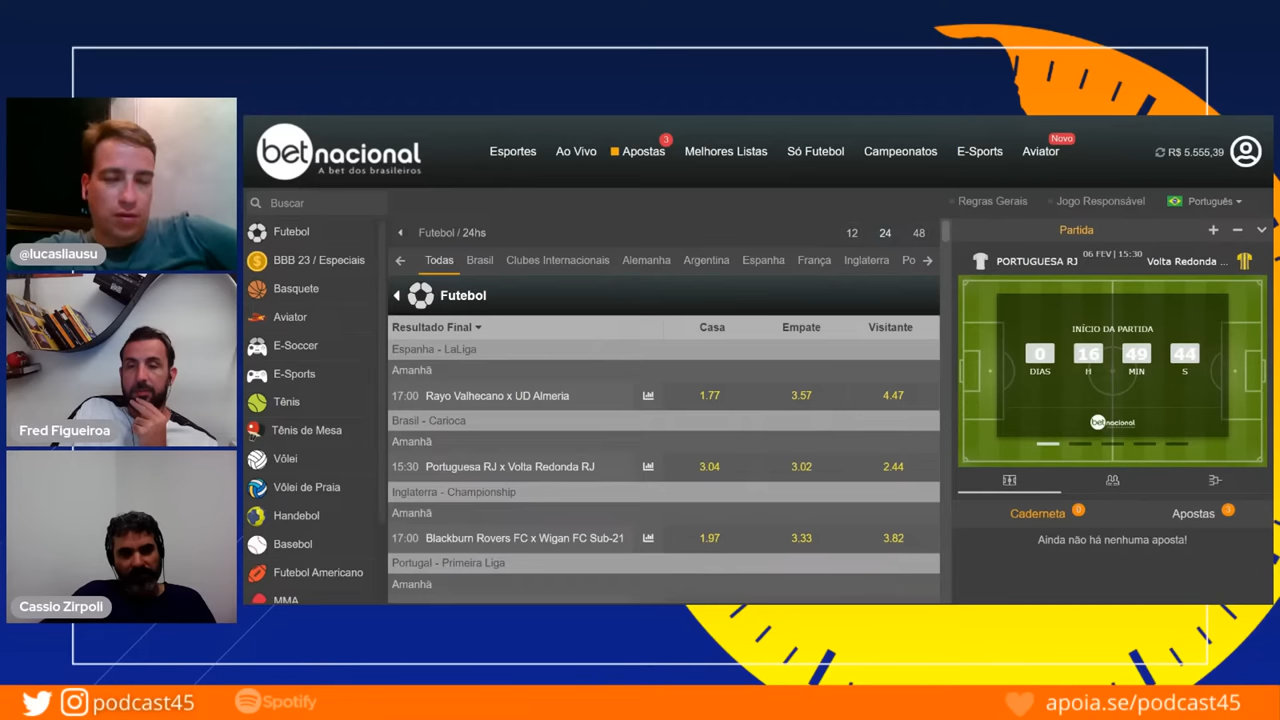 @lucasliausu
Fred Figueiroa
Cassio Zirpoli
betnacional
A bet dos brasileiros
Esportes
Ao Vivo
Apostas
3
Melhores Listas
Só Futebol
Campeonatos
E-Sports
Aviator
Novo
R$ 5.555,39
Regras Gerais
Jogo Responsável
Português
Buscar
Futebol
BBB 23 / Especiais
Basquete
Aviator
E-Soccer
E-Sports
Tênis
Tênis de Mesa
Vôlei
Vôlei de Praia
Handebol
Basebol
Futebol Americano
MMA
Futebol / 24hs
12 24 48
Todas Brasil Clubes Internacionais Alemanha Argentina Espanha França Inglaterra Po
Futebol
Resultado Final Casa Empate Visitante
Espanha - LaLiga
Amanhã
17:00 Rayo Valhecano x UD Almeria 1.77 3.57 4.47
Brasil - Carioca
Amanhã
15:30 Portuguesa RJ x Volta Redonda RJ 3.04 3.02 2.44
Inglaterra - Championship
Amanhã
17:00 Blackburn Rovers FC x Wigan FC Sub-21 1.97 3.33 3.82
Portugal - Primeira Liga
Amanhã
Partida
PORTUGUESA RJ 06 FEV | 15:30 Volta Redonda ...
INÍCIO DA PARTIDA
0 16 49 44
DIAS H MIN S
betnacional
Caderneta 0 Apostas 3
Ainda não há nenhuma aposta!
podcast45
Spotify
apoia.se/podcast45